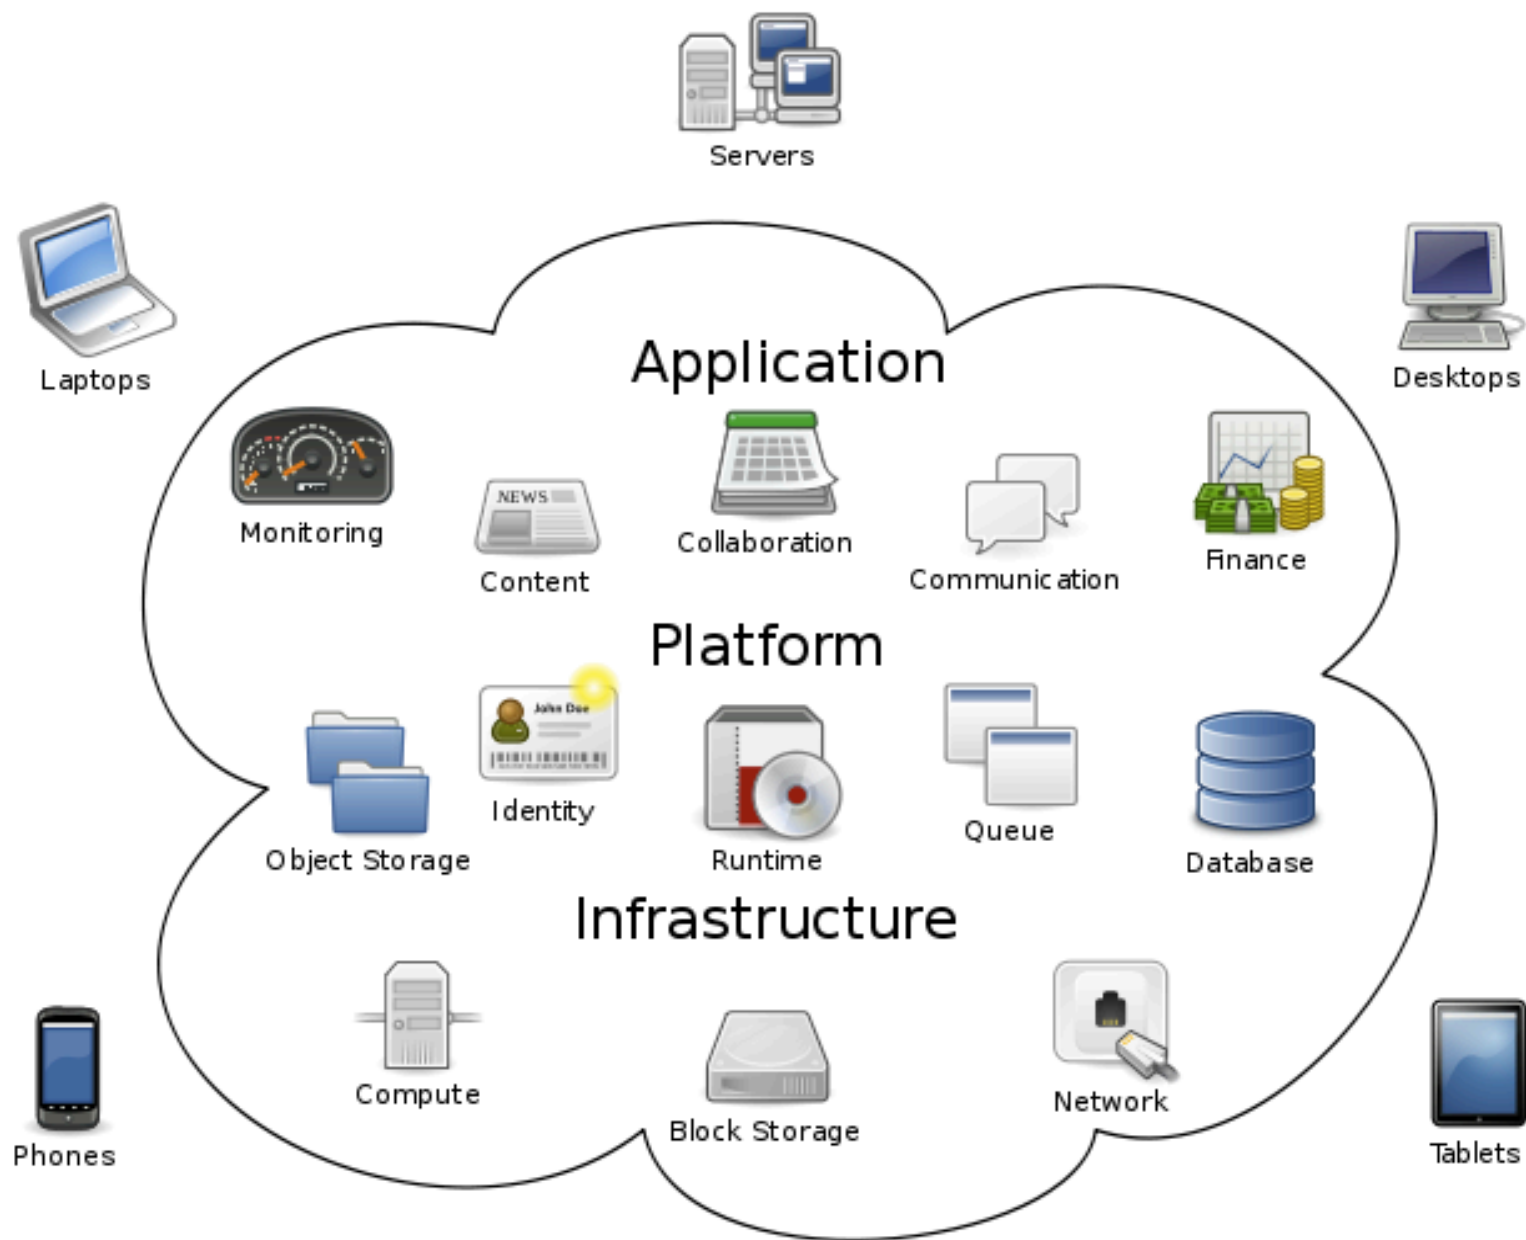 Servers
Laptops
Desktops
Application
Monitoring
NEWS
Content
Collaboration
Communication
Finance
Platform
Object Storage
John Doe
Identity
Runtime
Queue
Database
Infrastructure
Compute
Block Storage
Network
Phones
Tablets